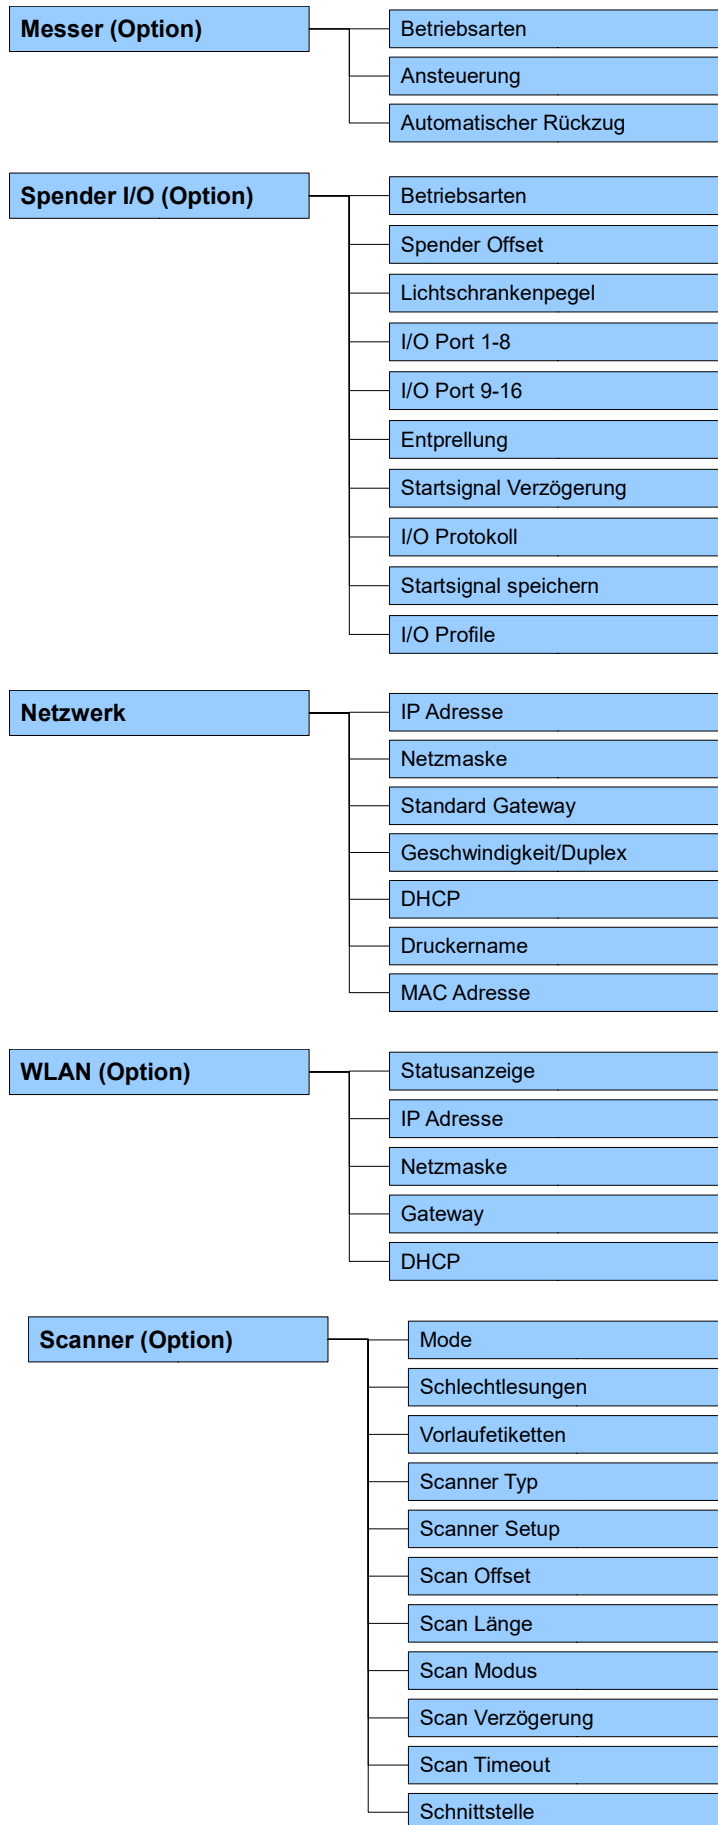 Messer (Option)
Betriebsarten
Ansteuerung
Automatischer Rückzug
Spender I/O (Option)
Betriebsarten
Spender Offset
Lichtschrankenpegel
I/O Port 1-8
I/O Port 9-16
Entprellung
Startsignal Verzögerung
I/O Protokoll
Startsignal speichern
I/O Profile
Netzwerk
IP Adresse
Netzmaske
Standard Gateway
Geschwindigkeit/Duplex
DHCP
Druckername
MAC Adresse
WLAN (Option)
Statusanzeige
IP Adresse
Netzmaske
Gateway
DHCP
Scanner (Option)
Mode
Schlechtlesungen
Vorlaufetiketten
Scanner Typ
Scanner Setup
Scan Offset
Scan Länge
Scan Modus
Scan Verzögerung
Scan Timeout
Schnittstelle